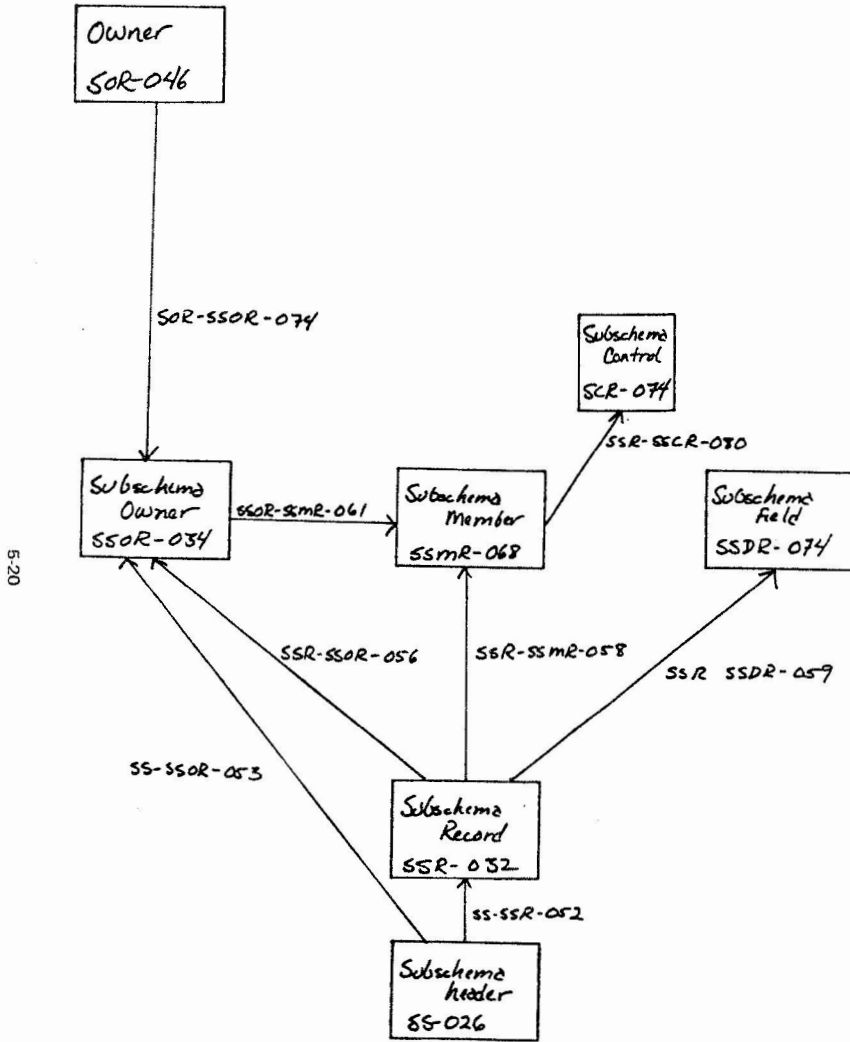 Owner
SOR-046
SOR-SSOR-074
Subschema
Control
SCR-074
SSR-SSCR-080
Subschema
Owner
SSOR-034
SSOR-SSMR-061
Subschema
Member
SSMR-068
Subschema
Field
SSDR-074
5-20
SSR-SSOR-056
SSR-SSMR-058
SSR SSDR-059
SS-SSOR-053
Subschema
Record
SSR-032
SS-SSR-052
Subschema
header
SS-026